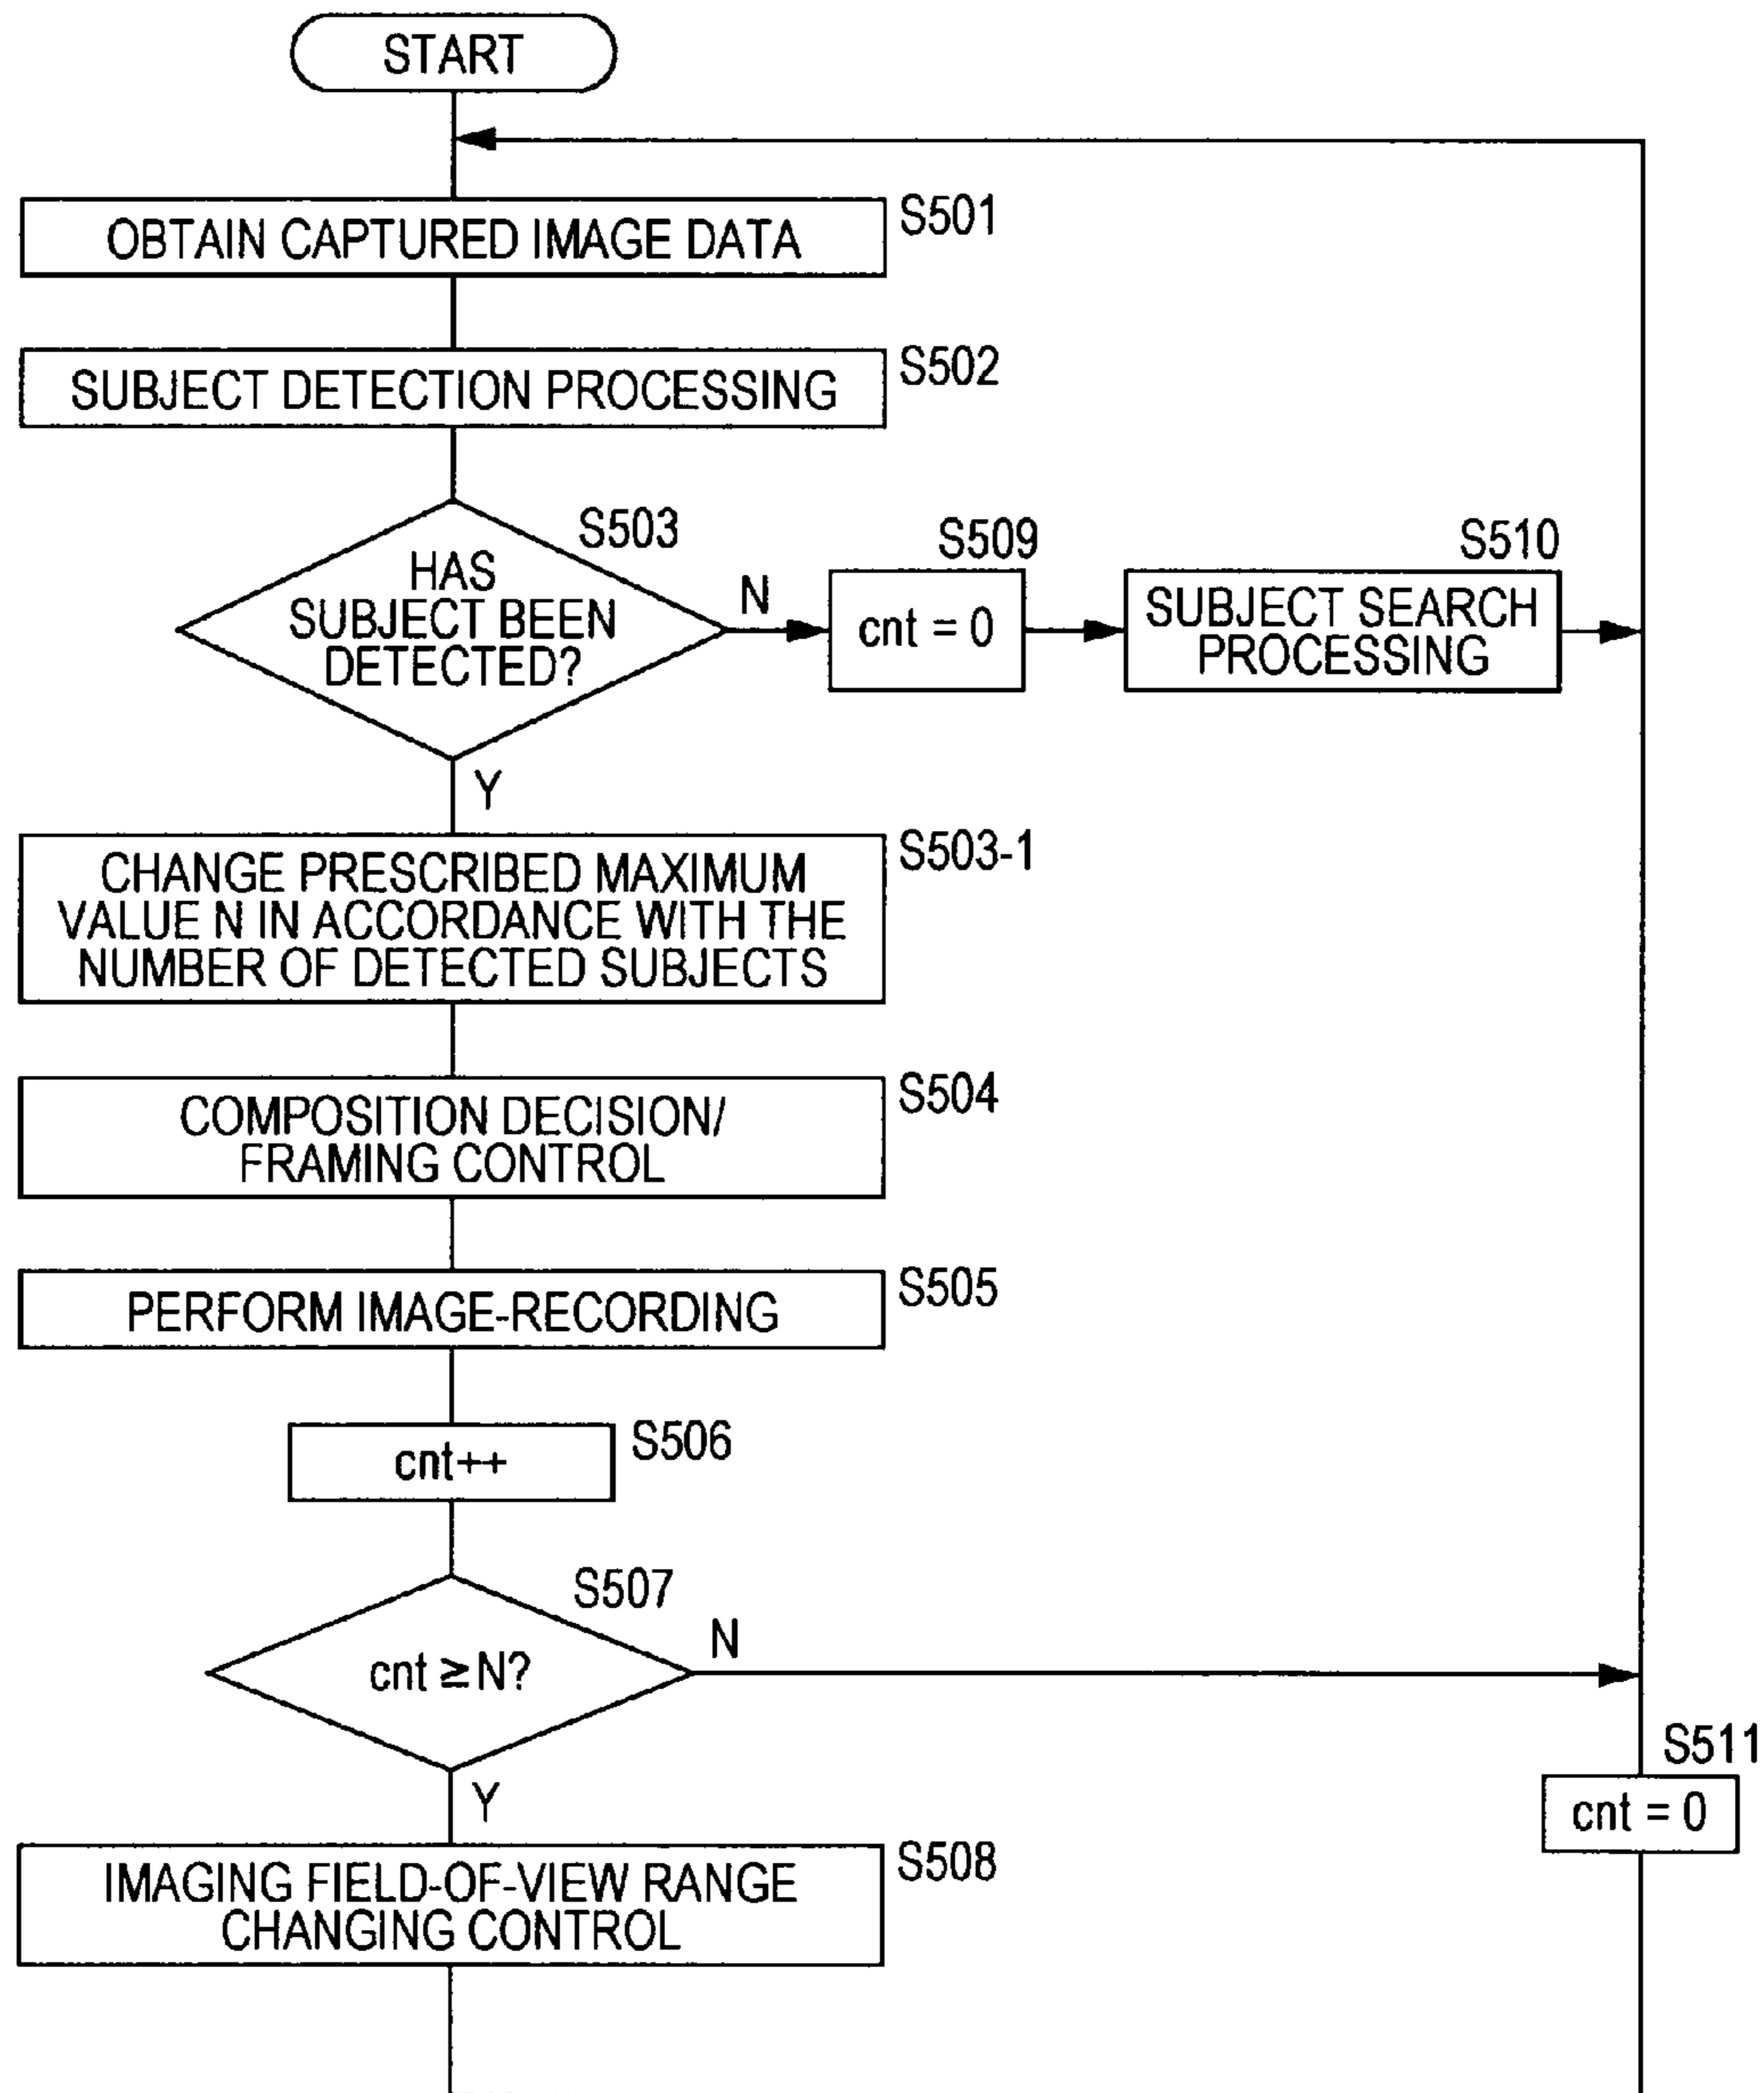 START
OBTAIN CAPTURED IMAGE DATA
S501
SUBJECT DETECTION PROCESSING
S502
S503
HAS
SUBJECT BEEN
DETECTED?
N
S509
cnt = 0
S510
SUBJECT SEARCH
PROCESSING
Y
CHANGE PRESCRIBED MAXIMUM
VALUE N IN ACCORDANCE WITH THE
NUMBER OF DETECTED SUBJECTS
S503-1
COMPOSITION DECISION/
FRAMING CONTROL
S504
PERFORM IMAGE-RECORDING
S505
cnt++
S506
S507
cnt ≥ N?
N
S511
cnt = 0
Y
IMAGING FIELD-OF-VIEW RANGE
CHANGING CONTROL
S508